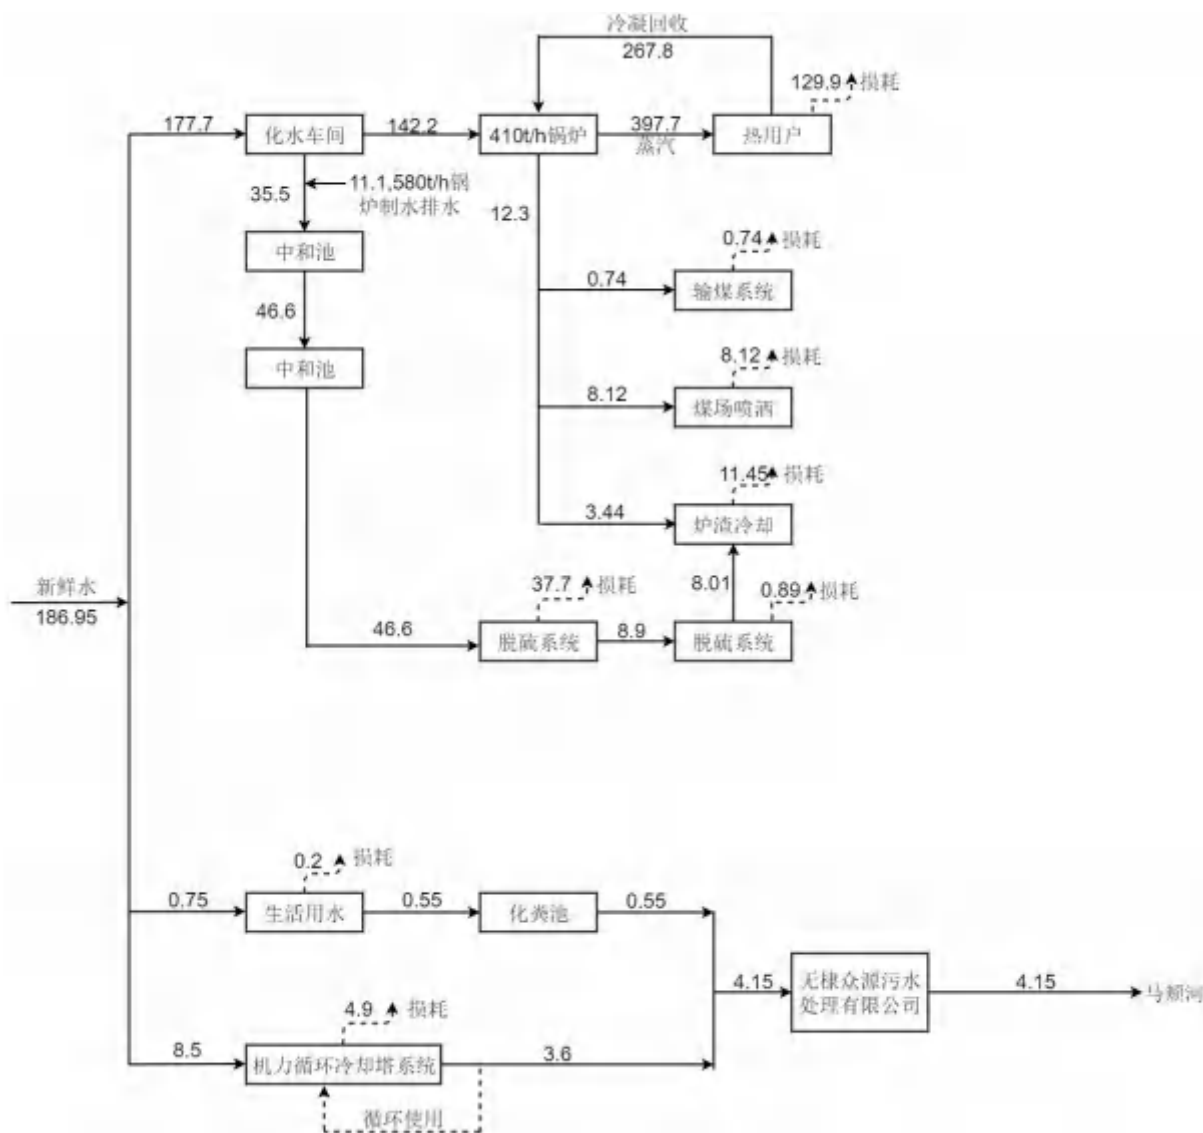 冷凝回收
267.8
129.9 损耗
177.7
化水车间
142.2
410t/h锅炉
397.7
蒸汽
热用户
35.5
11.1,580t/h锅
炉制水排水
12.3
中和池
0.74 损耗
0.74
输煤系统
46.6
中和池
8.12 损耗
8.12
煤场喷洒
11.45 损耗
3.44
炉渣冷却
新鲜水
186.95
37.7 损耗
8.01
0.89 损耗
46.6
脱硫系统
8.9
脱硫系统
0.2 损耗
0.75
生活用水
0.55
化粪池
0.55
4.15
无棣众源污水
处理有限公司
4.15
马颊河
4.9 损耗
8.5
机力循环冷却塔系统
3.6
循环使用